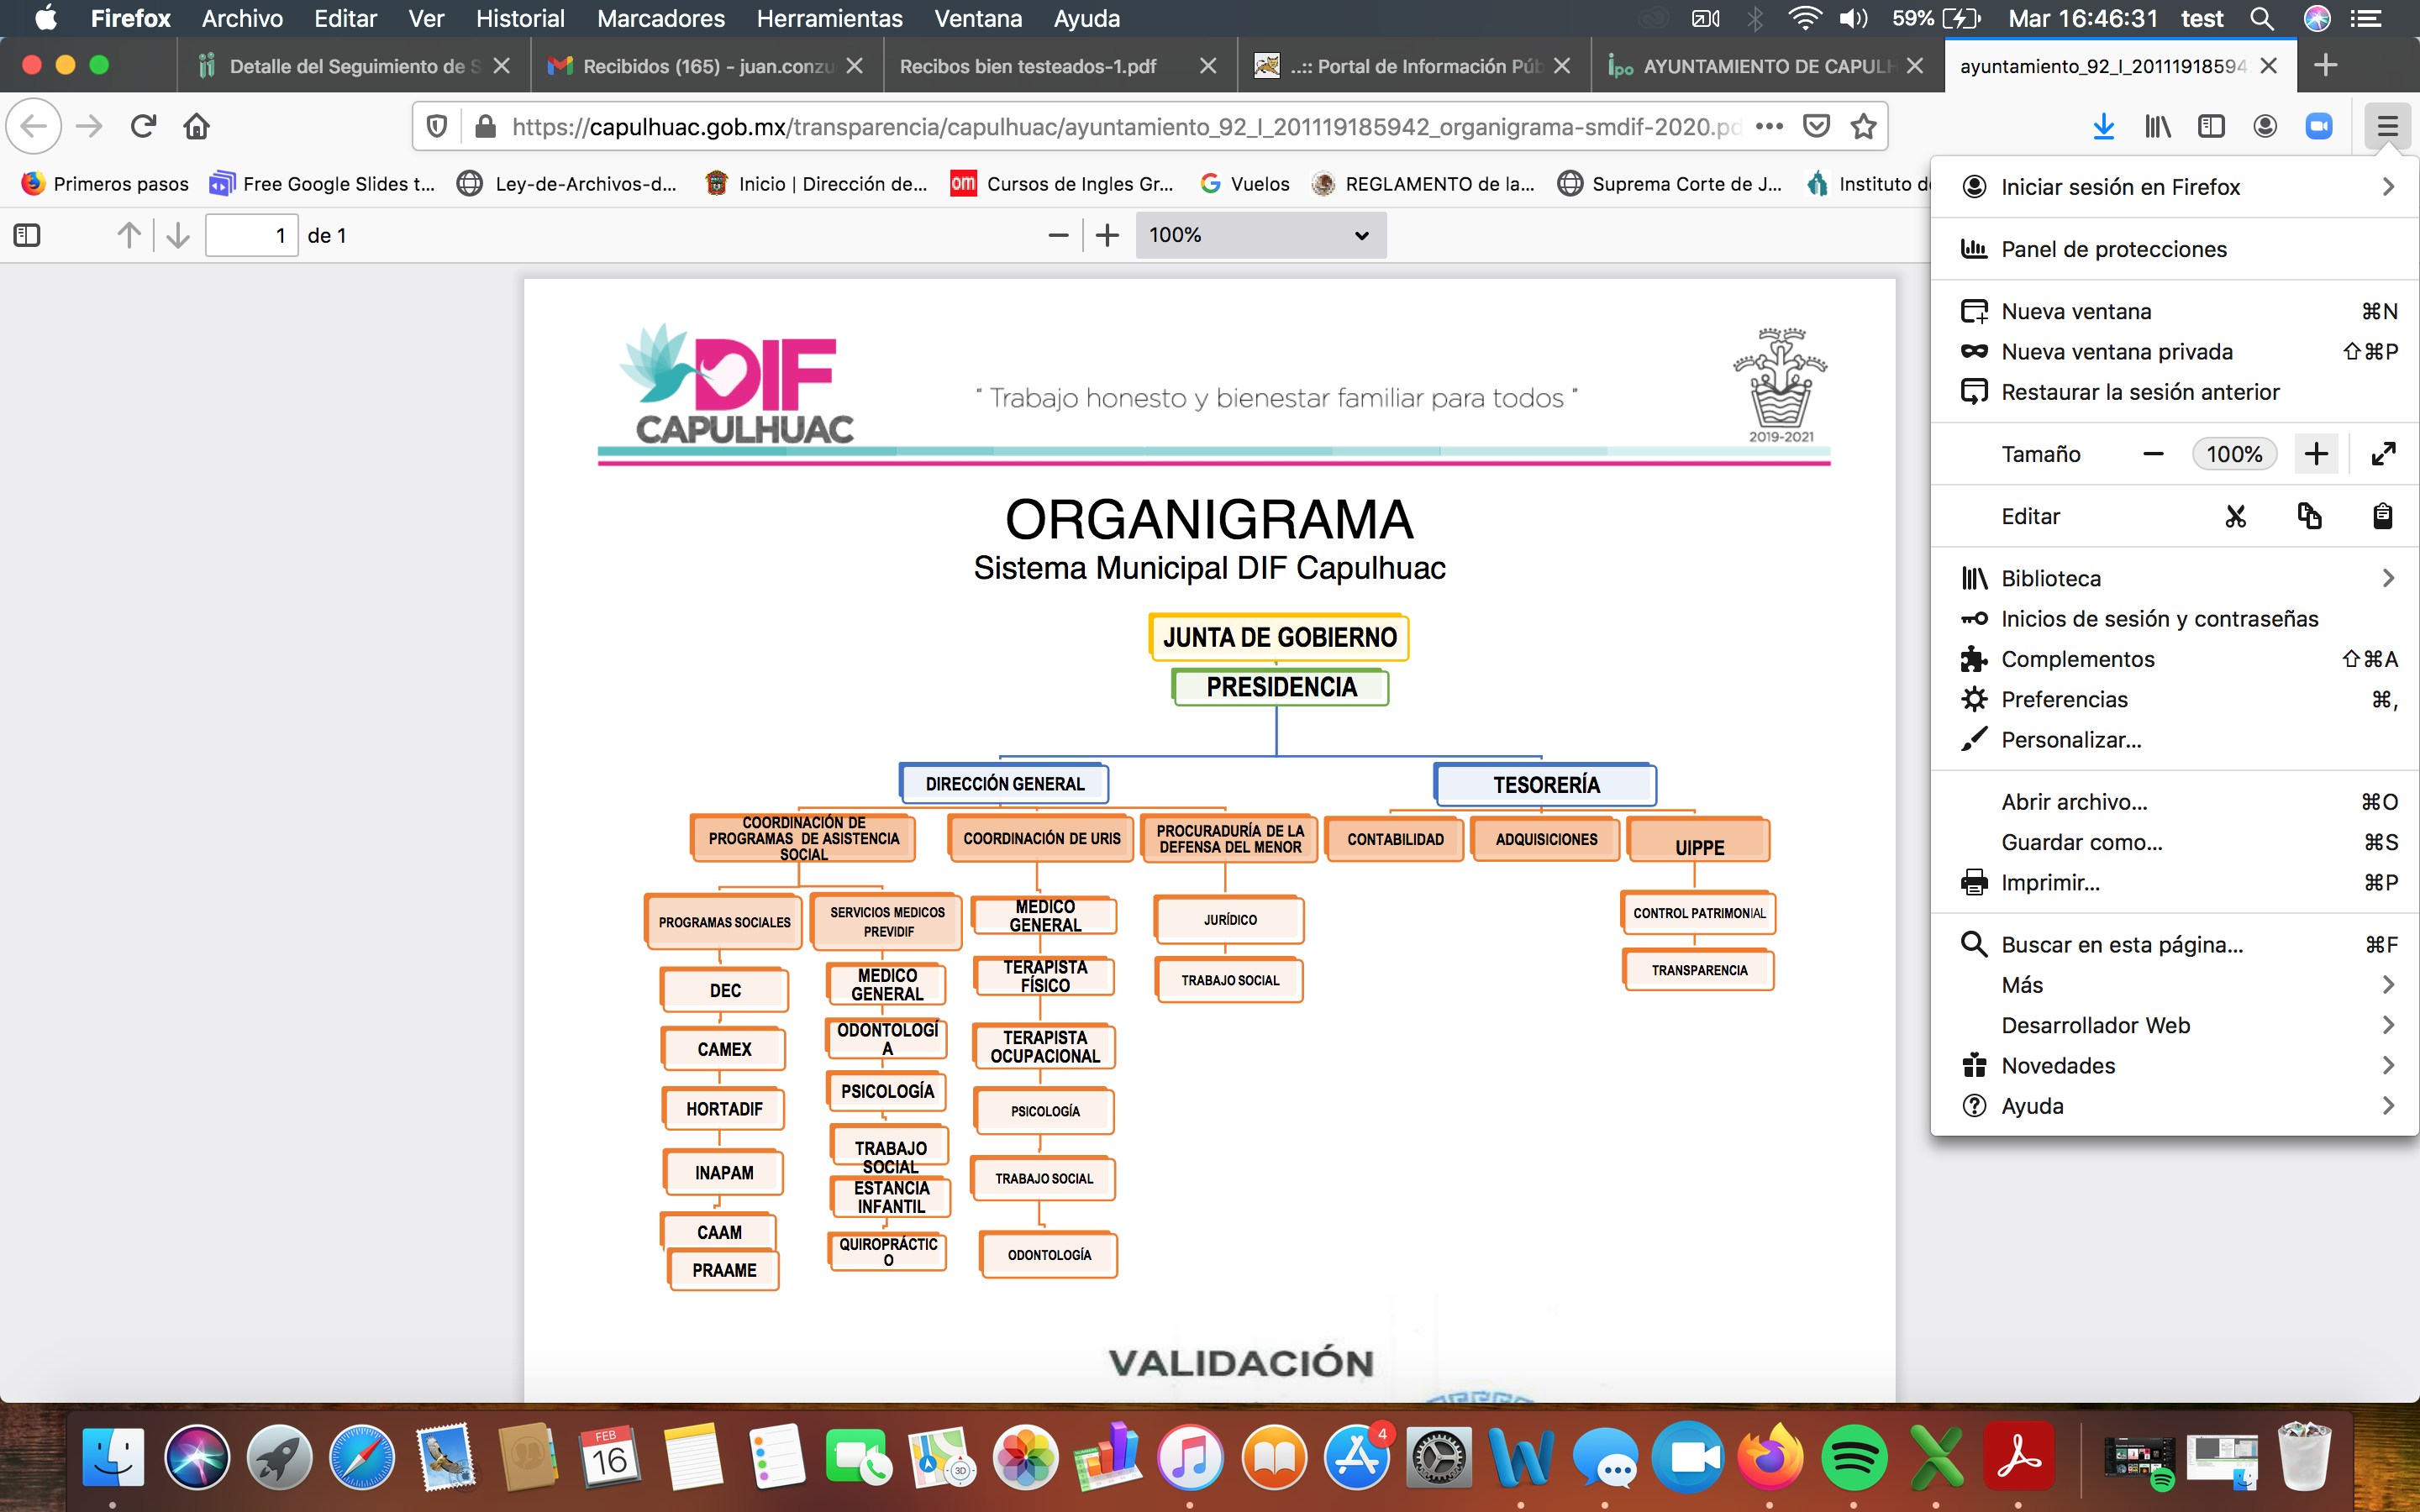 Firefox Archivo Editar Ver Historial Marcadores Herramientas Ventana Ayuda 59% Mar 16:46:31 test
Detalle del Seguimiento de S
Recibidos (165) - juan.conzu
Recibos bien testeados-1.pdf
..:: Portal de Información Púb
ipo AYUNTAMIENTO DE CAPULH
ayuntamiento_92_I_20111918594
https://capulhuac.gob.mx/transparencia/capulhuac/ayuntamiento_92_I_201119185942_organigrama-smdif-2020.pd
Primeros pasos
Free Google Slides t...
Ley-de-Archivos-d...
Inicio | Dirección de...
om Cursos de Ingles Gr...
Vuelos
REGLAMENTO de la...
Suprema Corte de J...
Instituto d
1 de 1
100%
DIF
CAPULHUAC
" Trabajo honesto y bienestar familiar para todos "
2019-2021
ORGANIGRAMA
Sistema Municipal DIF Capulhuac
JUNTA DE GOBIERNO
PRESIDENCIA
DIRECCIÓN GENERAL
TESORERÍA
COORDINACIÓN DE
PROGRAMAS DE ASISTENCIA
SOCIAL
COORDINACIÓN DE URIS
PROCURADURÍA DE LA
DEFENSA DEL MENOR
CONTABILIDAD
ADQUISICIONES
UIPPE
PROGRAMAS SOCIALES
DEC
CAMEX
HORTADIF
INAPAM
CAAM
PRAAME
SERVICIOS MEDICOS
PREVIDIF
MEDICO
GENERAL
ODONTOLOGÍ
A
PSICOLOGÍA
TRABAJO
SOCIAL
ESTANCIA
INFANTIL
QUIROPRÁCTIC
O
MEDICO
GENERAL
TERAPISTA
FÍSICO
TERAPISTA
OCUPACIONAL
PSICOLOGÍA
TRABAJO SOCIAL
ODONTOLOGÍA
JURÍDICO
TRABAJO SOCIAL
CONTROL PATRIMONIAL
TRANSPARENCIA
VALIDACIÓN
Iniciar sesión en Firefox
Panel de protecciones
Nueva ventana ⌘N
Nueva ventana privada ⇧⌘P
Restaurar la sesión anterior
Tamaño − 100% +
Editar
Biblioteca
Inicios de sesión y contraseñas
Complementos ⇧⌘A
Preferencias ⌘,
Personalizar...
Abrir archivo... ⌘O
Guardar como... ⌘S
Imprimir... ⌘P
Buscar en esta página... ⌘F
Más
Desarrollador Web
Novedades
Ayuda
FEB
16
3D
4